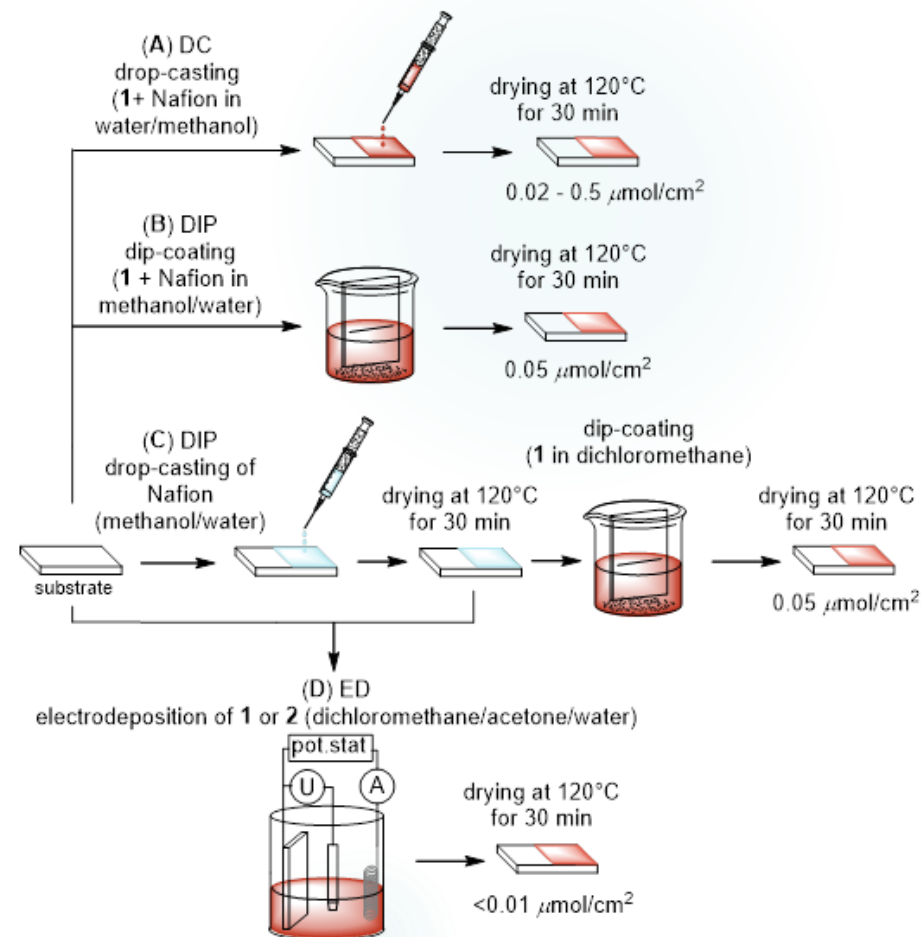 (A) DC
drop-casting
(1+ Nafion in
water/methanol)
drying at 120°C
for 30 min
0.02 - 0.5 μmol/cm²
(B) DIP
dip-coating
(1 + Nafion in
methanol/water)
drying at 120°C
for 30 min
0.05 μmol/cm²
(C) DIP
drop-casting of
Nafion
(methanol/water)
drying at 120°C
for 30 min
dip-coating
(1 in dichloromethane)
drying at 120°C
for 30 min
0.05 μmol/cm²
substrate
(D) ED
electrodeposition of 1 or 2 (dichloromethane/acetone/water)
pot.stat
U
A
drying at 120°C
for 30 min
<0.01 μmol/cm²